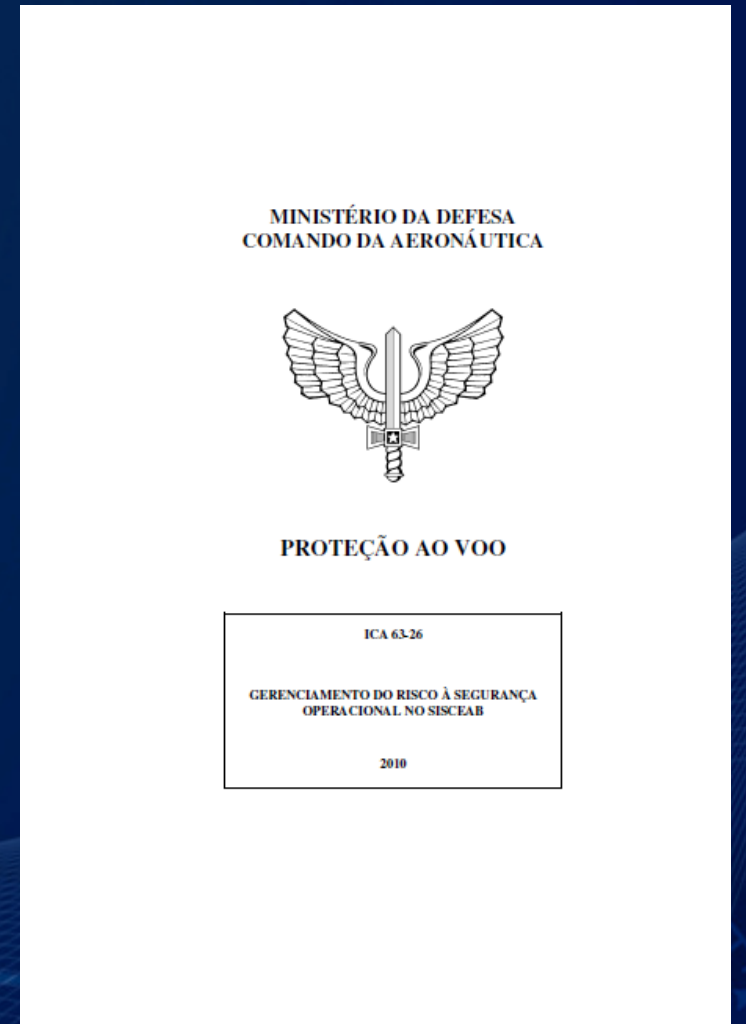 MINISTÉRIO DA DEFESA
COMANDO DA AERONÁUTICA
PROTEÇÃO AO VOO
ICA 63-26
GERENCIAMENTO DO RISCO À SEGURANÇA
OPERACIONAL NO SISCEAB
2010